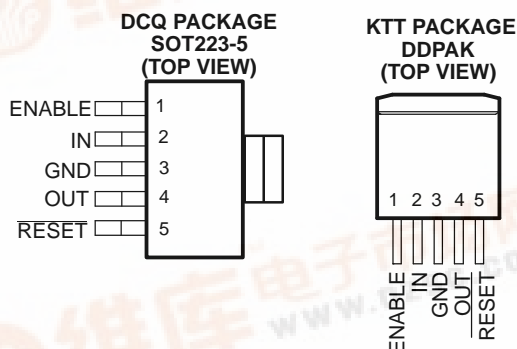 DCQ PACKAGE
SOT223-5
(TOP VIEW)
ENABLE 1
IN 2
GND 3
OUT 4
RESET 5
KTT PACKAGE
DDPAK
(TOP VIEW)
1 2 3 4 5
ENABLE
IN
GND
OUT
RESET